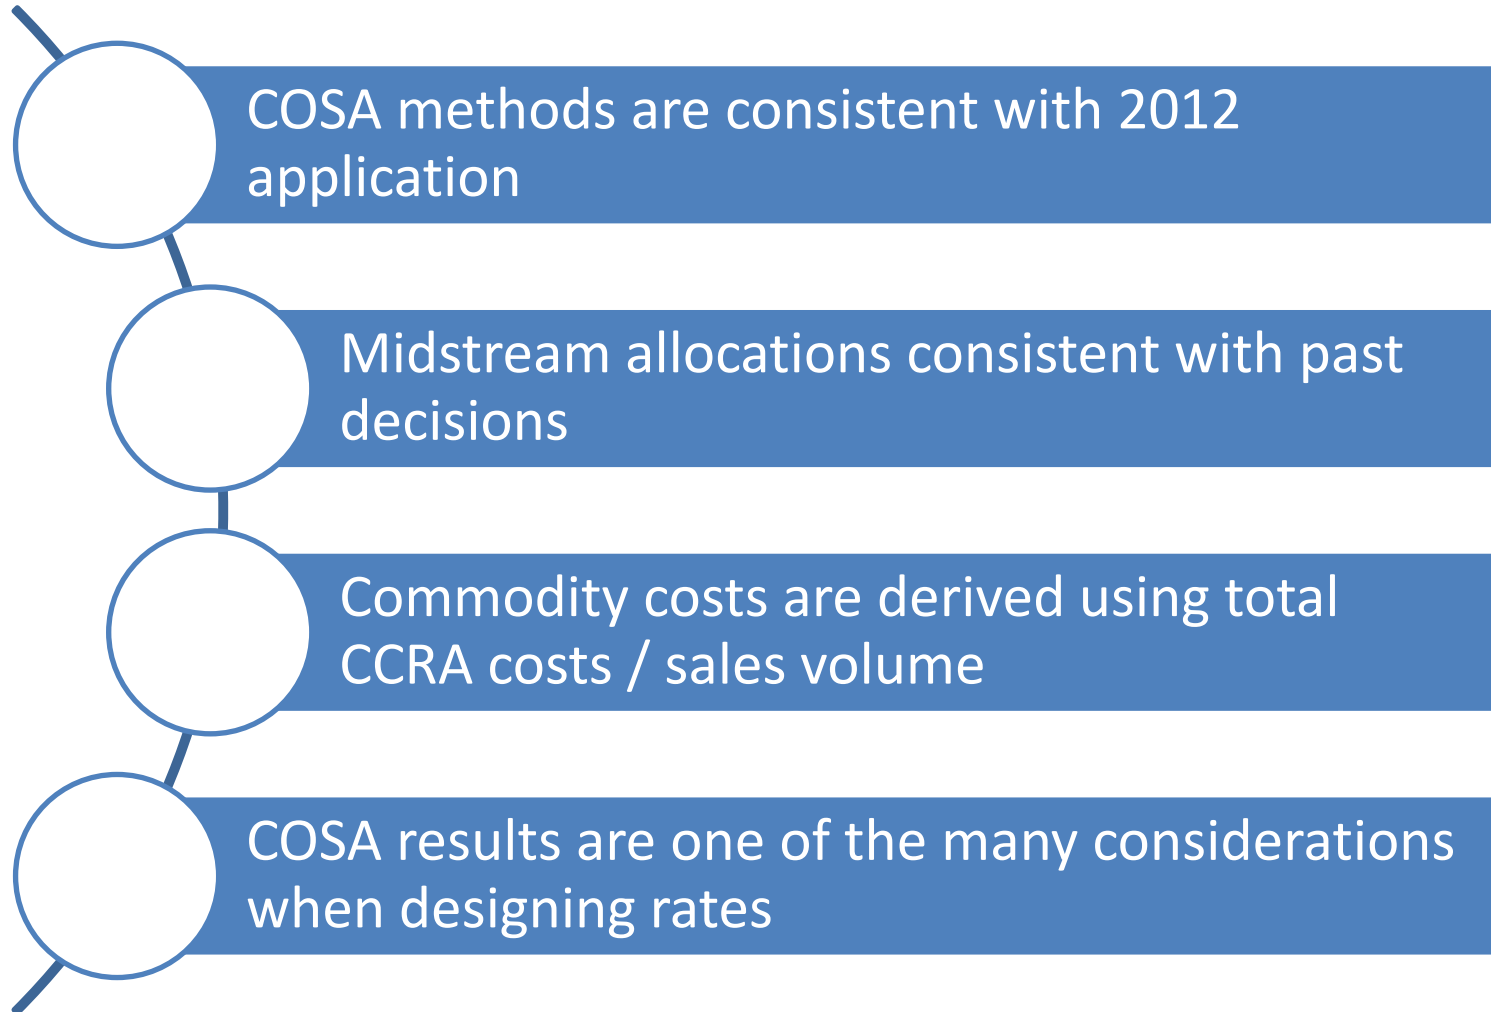 COSA methods are consistent with 2012
application
Midstream allocations consistent with past
decisions
Commodity costs are derived using total
CCRA costs / sales volume
COSA results are one of the many considerations
when designing rates